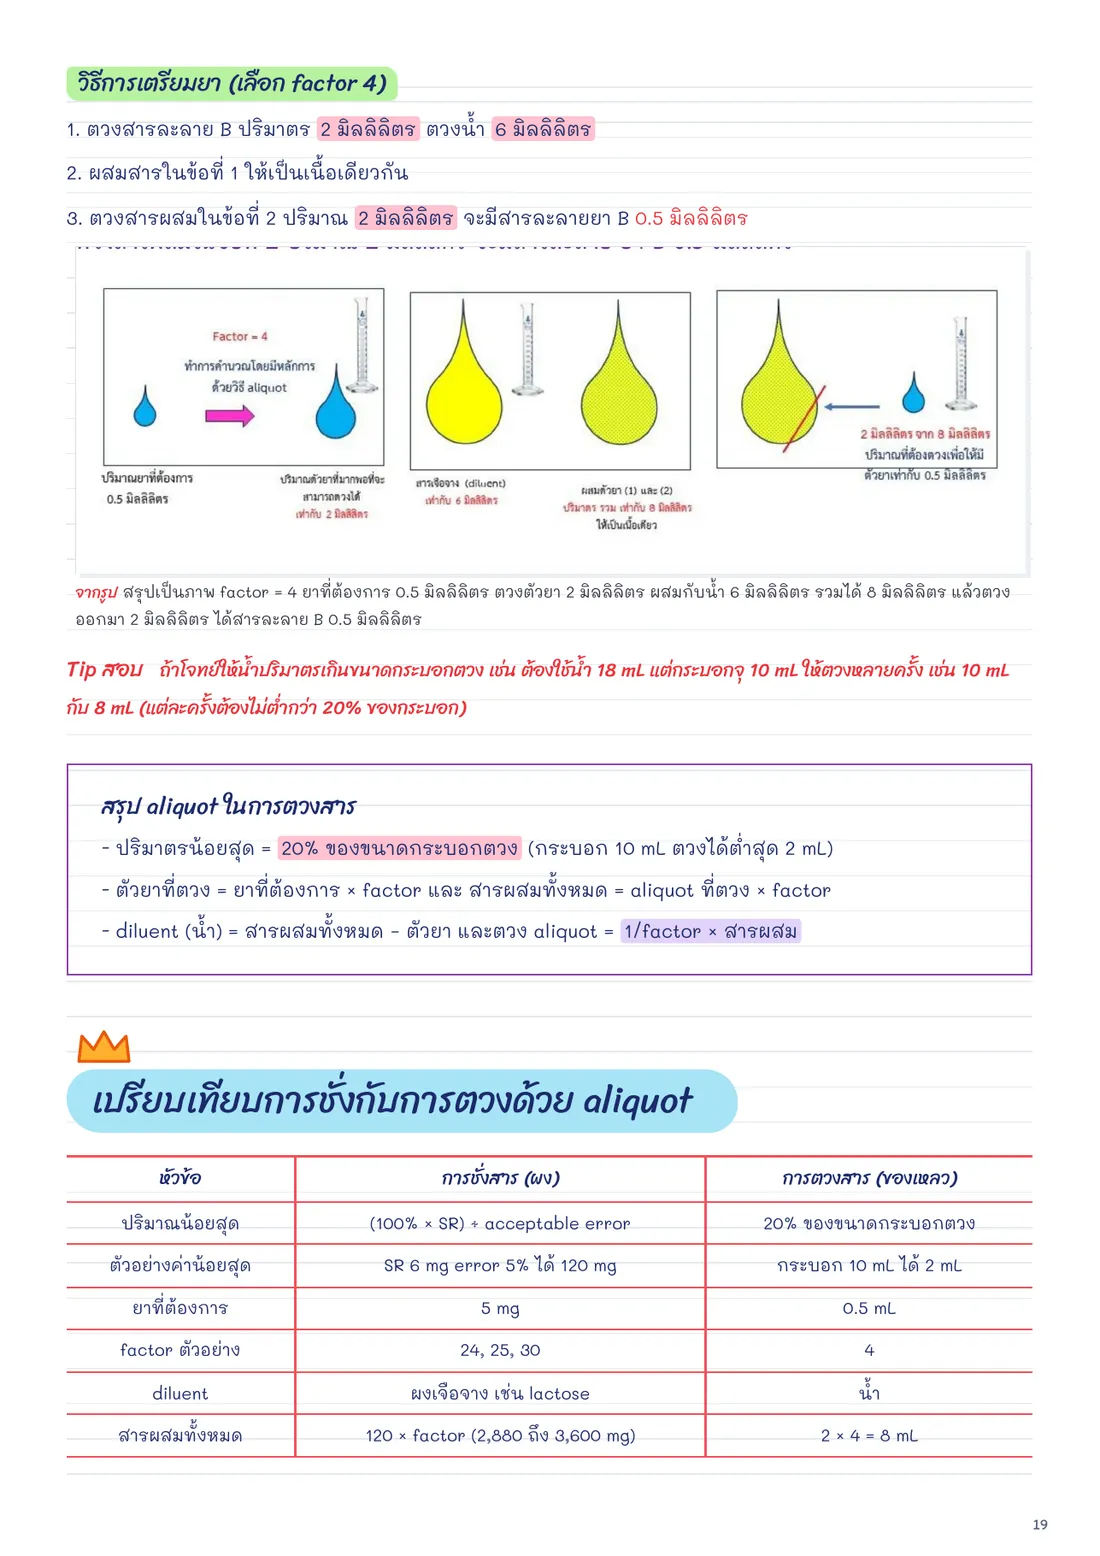 วิธีการเตรียมยา (เลือก factor 4)
1. ตวงสารละลาย B ปริมาตร 2 มิลลิลิตร ตวงน้ำ 6 มิลลิลิตร
2. ผสมสารในข้อที่ 1 ให้เป็นเนื้อเดียวกัน
3. ตวงสารผสมในข้อที่ 2 ปริมาณ 2 มิลลิลิตร จะมีสารละลายยา B 0.5 มิลลิลิตร
Factor = 4
ทำการคำนวณโดยมีหลักการ
ด้วยวิธี aliquot
ปริมาณยาที่ต้องการ
0.5 มิลลิลิตร
ปริมาณตัวยาที่มากพอที่จะ
สามารถตวงได้
เท่ากับ 2 มิลลิลิตร
สารเจือจาง (diluent)
เท่ากับ 6 มิลลิลิตร
ผสมตัวยา (1) และ (2)
ปริมาตร รวม เท่ากับ 8 มิลลิลิตร
ให้เป็นเนื้อเดียว
2 มิลลิลิตร จาก 8 มิลลิลิตร
ปริมาณที่ต้องตวงเพื่อให้มี
ตัวยาเท่ากับ 0.5 มิลลิลิตร
จากรูป สรุปเป็นภาพ factor = 4 ยาที่ต้องการ 0.5 มิลลิลิตร ตวงตัวยา 2 มิลลิลิตร ผสมกับน้ำ 6 มิลลิลิตร รวมได้ 8 มิลลิลิตร แล้วตวง
ออกมา 2 มิลลิลิตร ได้สารละลาย B 0.5 มิลลิลิตร
Tip สอบ ถ้าโจทย์ให้น้ำปริมาตรเกินขนาดกระบอกตวง เช่น ต้องใช้น้ำ 18 mL แต่กระบอกจุ 10 mL ให้ตวงหลายครั้ง เช่น 10 mL
กับ 8 mL (แต่ละครั้งต้องไม่ต่ำกว่า 20% ของกระบอก)
สรุป aliquot ในการตวงสาร
- ปริมาตรน้อยสุด = 20% ของขนาดกระบอกตวง (กระบอก 10 mL ตวงได้ต่ำสุด 2 mL)
- ตัวยาที่ตวง = ยาที่ต้องการ × factor และ สารผสมทั้งหมด = aliquot ที่ตวง × factor
- diluent (น้ำ) = สารผสมทั้งหมด – ตัวยา และตวง aliquot = 1/factor × สารผสม
เปรียบเทียบการชั่งกับการตวงด้วย aliquot
หัวข้อ การชั่งสาร (ผง) การตวงสาร (ของเหลว)
ปริมาณน้อยสุด (100% × SR) ÷ acceptable error 20% ของขนาดกระบอกตวง
ตัวอย่างค่าน้อยสุด SR 6 mg error 5% ได้ 120 mg กระบอก 10 mL ได้ 2 mL
ยาที่ต้องการ 5 mg 0.5 mL
factor ตัวอย่าง 24, 25, 30 4
diluent ผงเจือจาง เช่น lactose น้ำ
สารผสมทั้งหมด 120 × factor (2,880 ถึง 3,600 mg) 2 × 4 = 8 mL
19